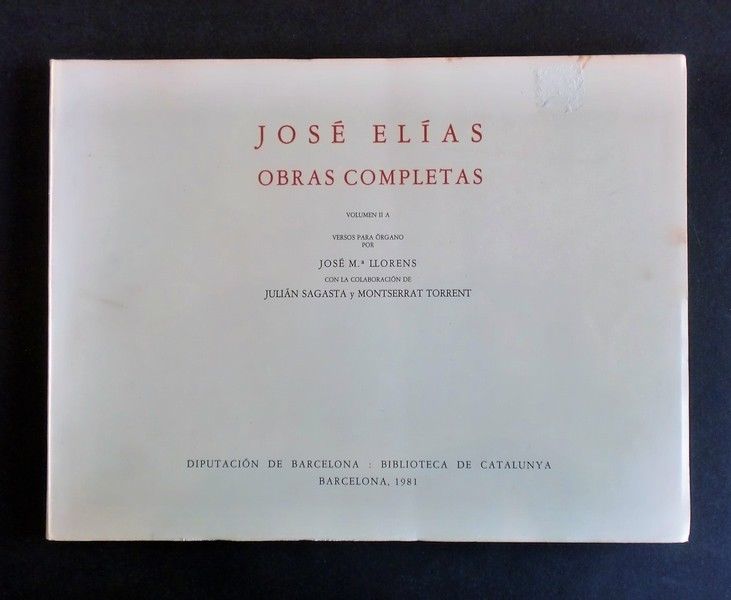 JOSÉ ELÍAS
OBRAS COMPLETAS
VOLUMEN II A
VERSOS PARA ÓRGANO
POR
JOSÉ M.ª LLORENS
CON LA COLABORACIÓN DE
JULIÁN SAGASTA y MONTSERRAT TORRENT
DIPUTACIÓN DE BARCELONA : BIBLIOTECA DE CATALUNYA
BARCELONA, 1981